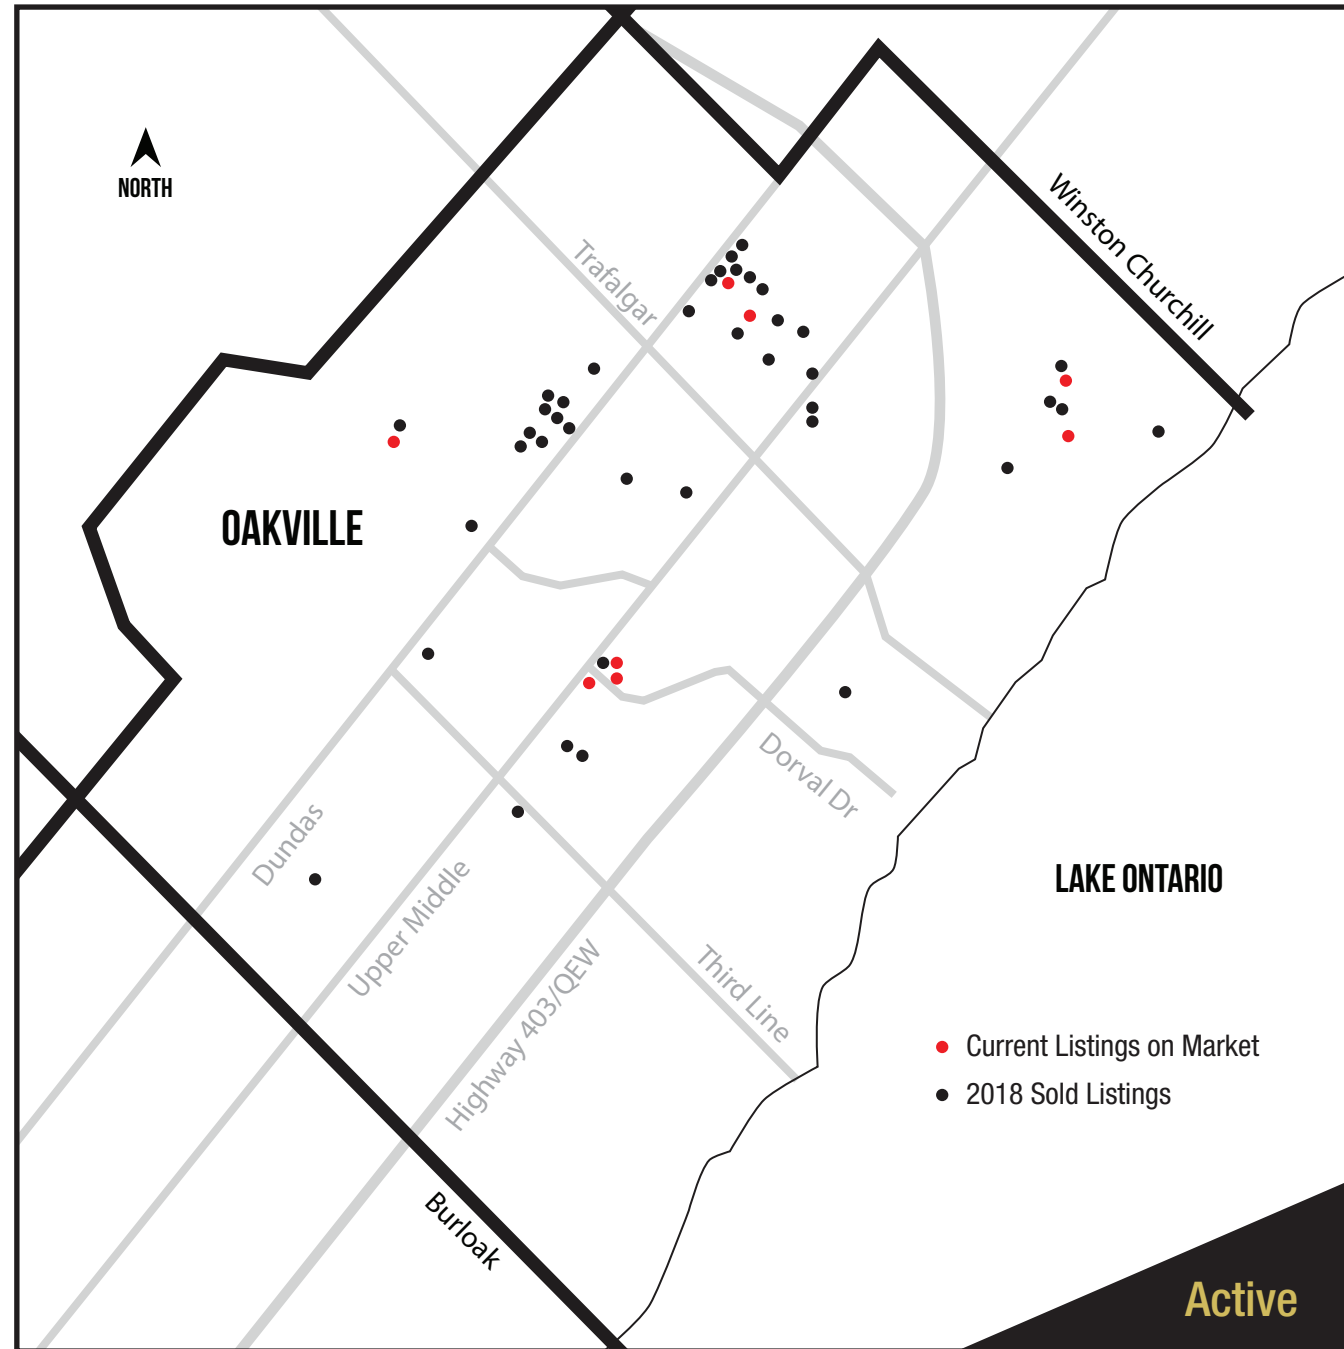 NORTH
Winston Churchill
Trafalgar
OAKVILLE
Dorval Dr
Dundas
Upper Middle
LAKE ONTARIO
Highway 403/QEW
Third Line
Current Listings on Market
2018 Sold Listings
Burloak
Active